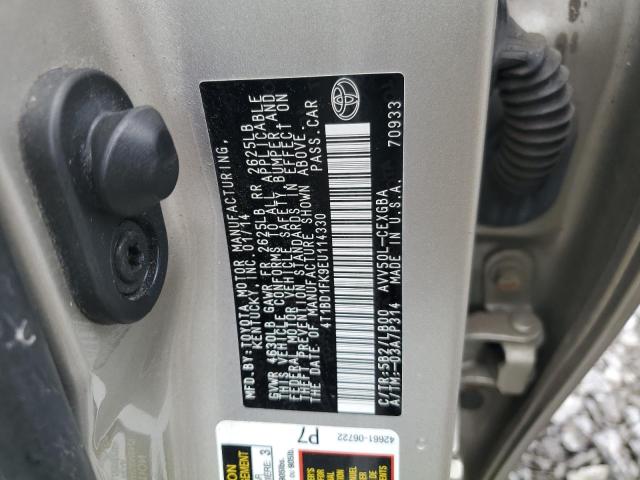 MFD.BY:TOYOTA MOTOR MANUFACTURING,
KENTUCKY, INC. 01/14
GVWR 4630LB GAWR FR 2625LB RR 2625LB
THIS VEHICLE CONFORMS TO ALL APPLICABLE
FEDERAL MOTOR VEHICLE SAFETY, BUMPER, AND
THEFT PREVENTION STANDARDS IN EFFECT ON
THE DATE OF MANUFACTURE SHOWN ABOVE.
4T1BD1FK9EU114330 PASS.CAR
C/TR:5B2/LB00 AVV50L-CEXGBA
A/TM:-03A/P314 MADE IN U.S.A. 70933
42661-06722
P7